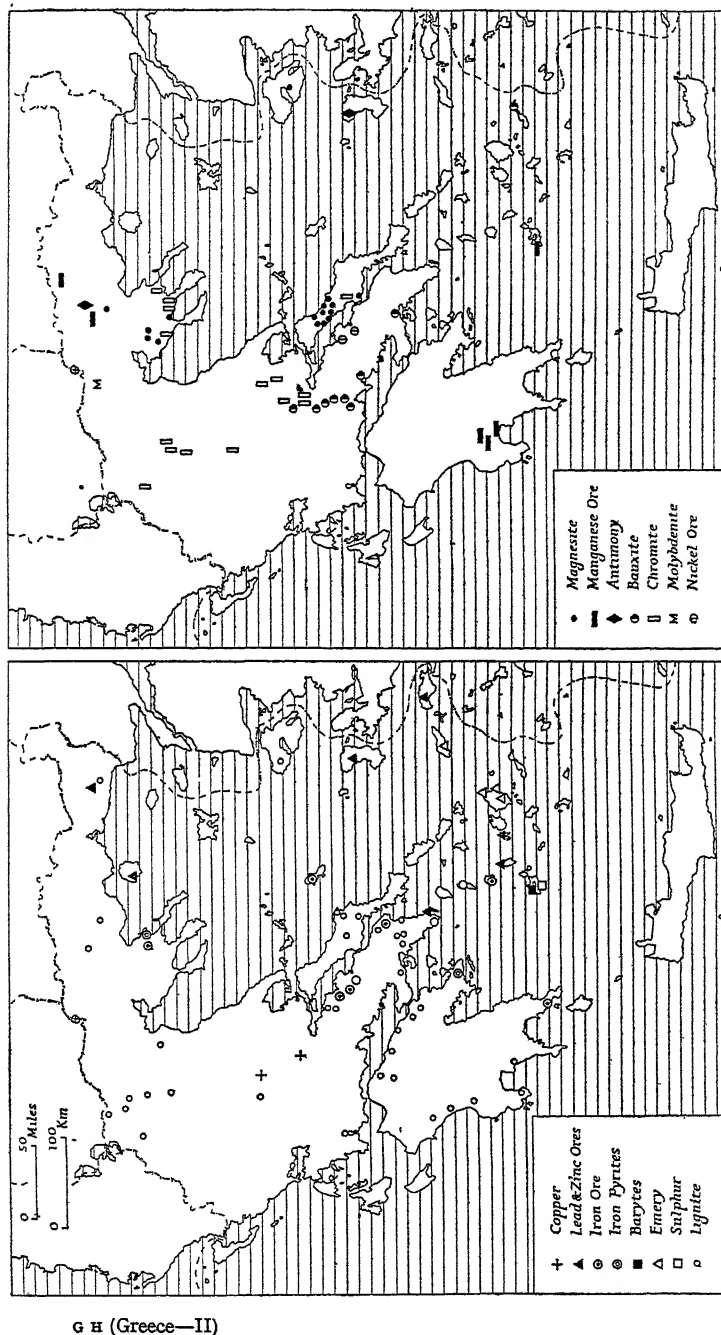 0 50
Miles
0 100
Km
Copper
Lead & Zinc Ores
Iron Ore
Iron Pyrites
Barytes
Emery
Sulphur
Lignite
M
Magnesite
Manganese Ore
Antimony
Bauxite
Chromite
M Molybdenite
Nickel Ore
G H (Greece—II)